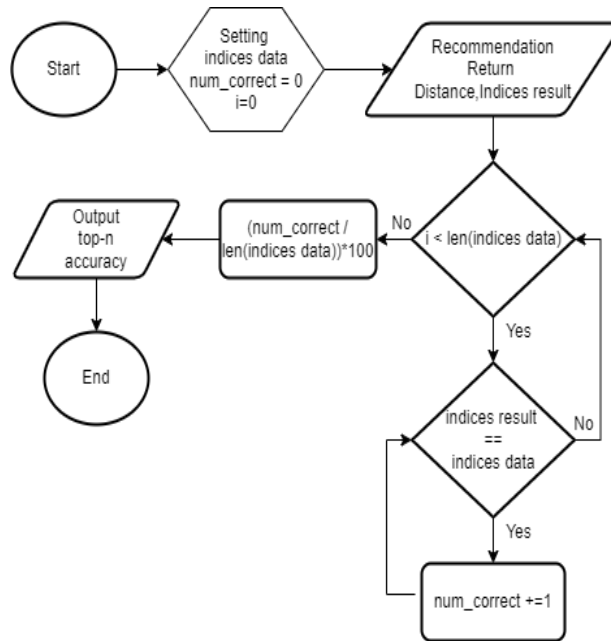 Start
Setting
indices data
num_correct = 0
i=0
Recommendation
Return
Distance,Indices result
i < len(indices data)
No
(num_correct /
len(indices data))*100
Output
top-n
accuracy
End
Yes
indices result
==
indices data
No
Yes
num_correct +=1